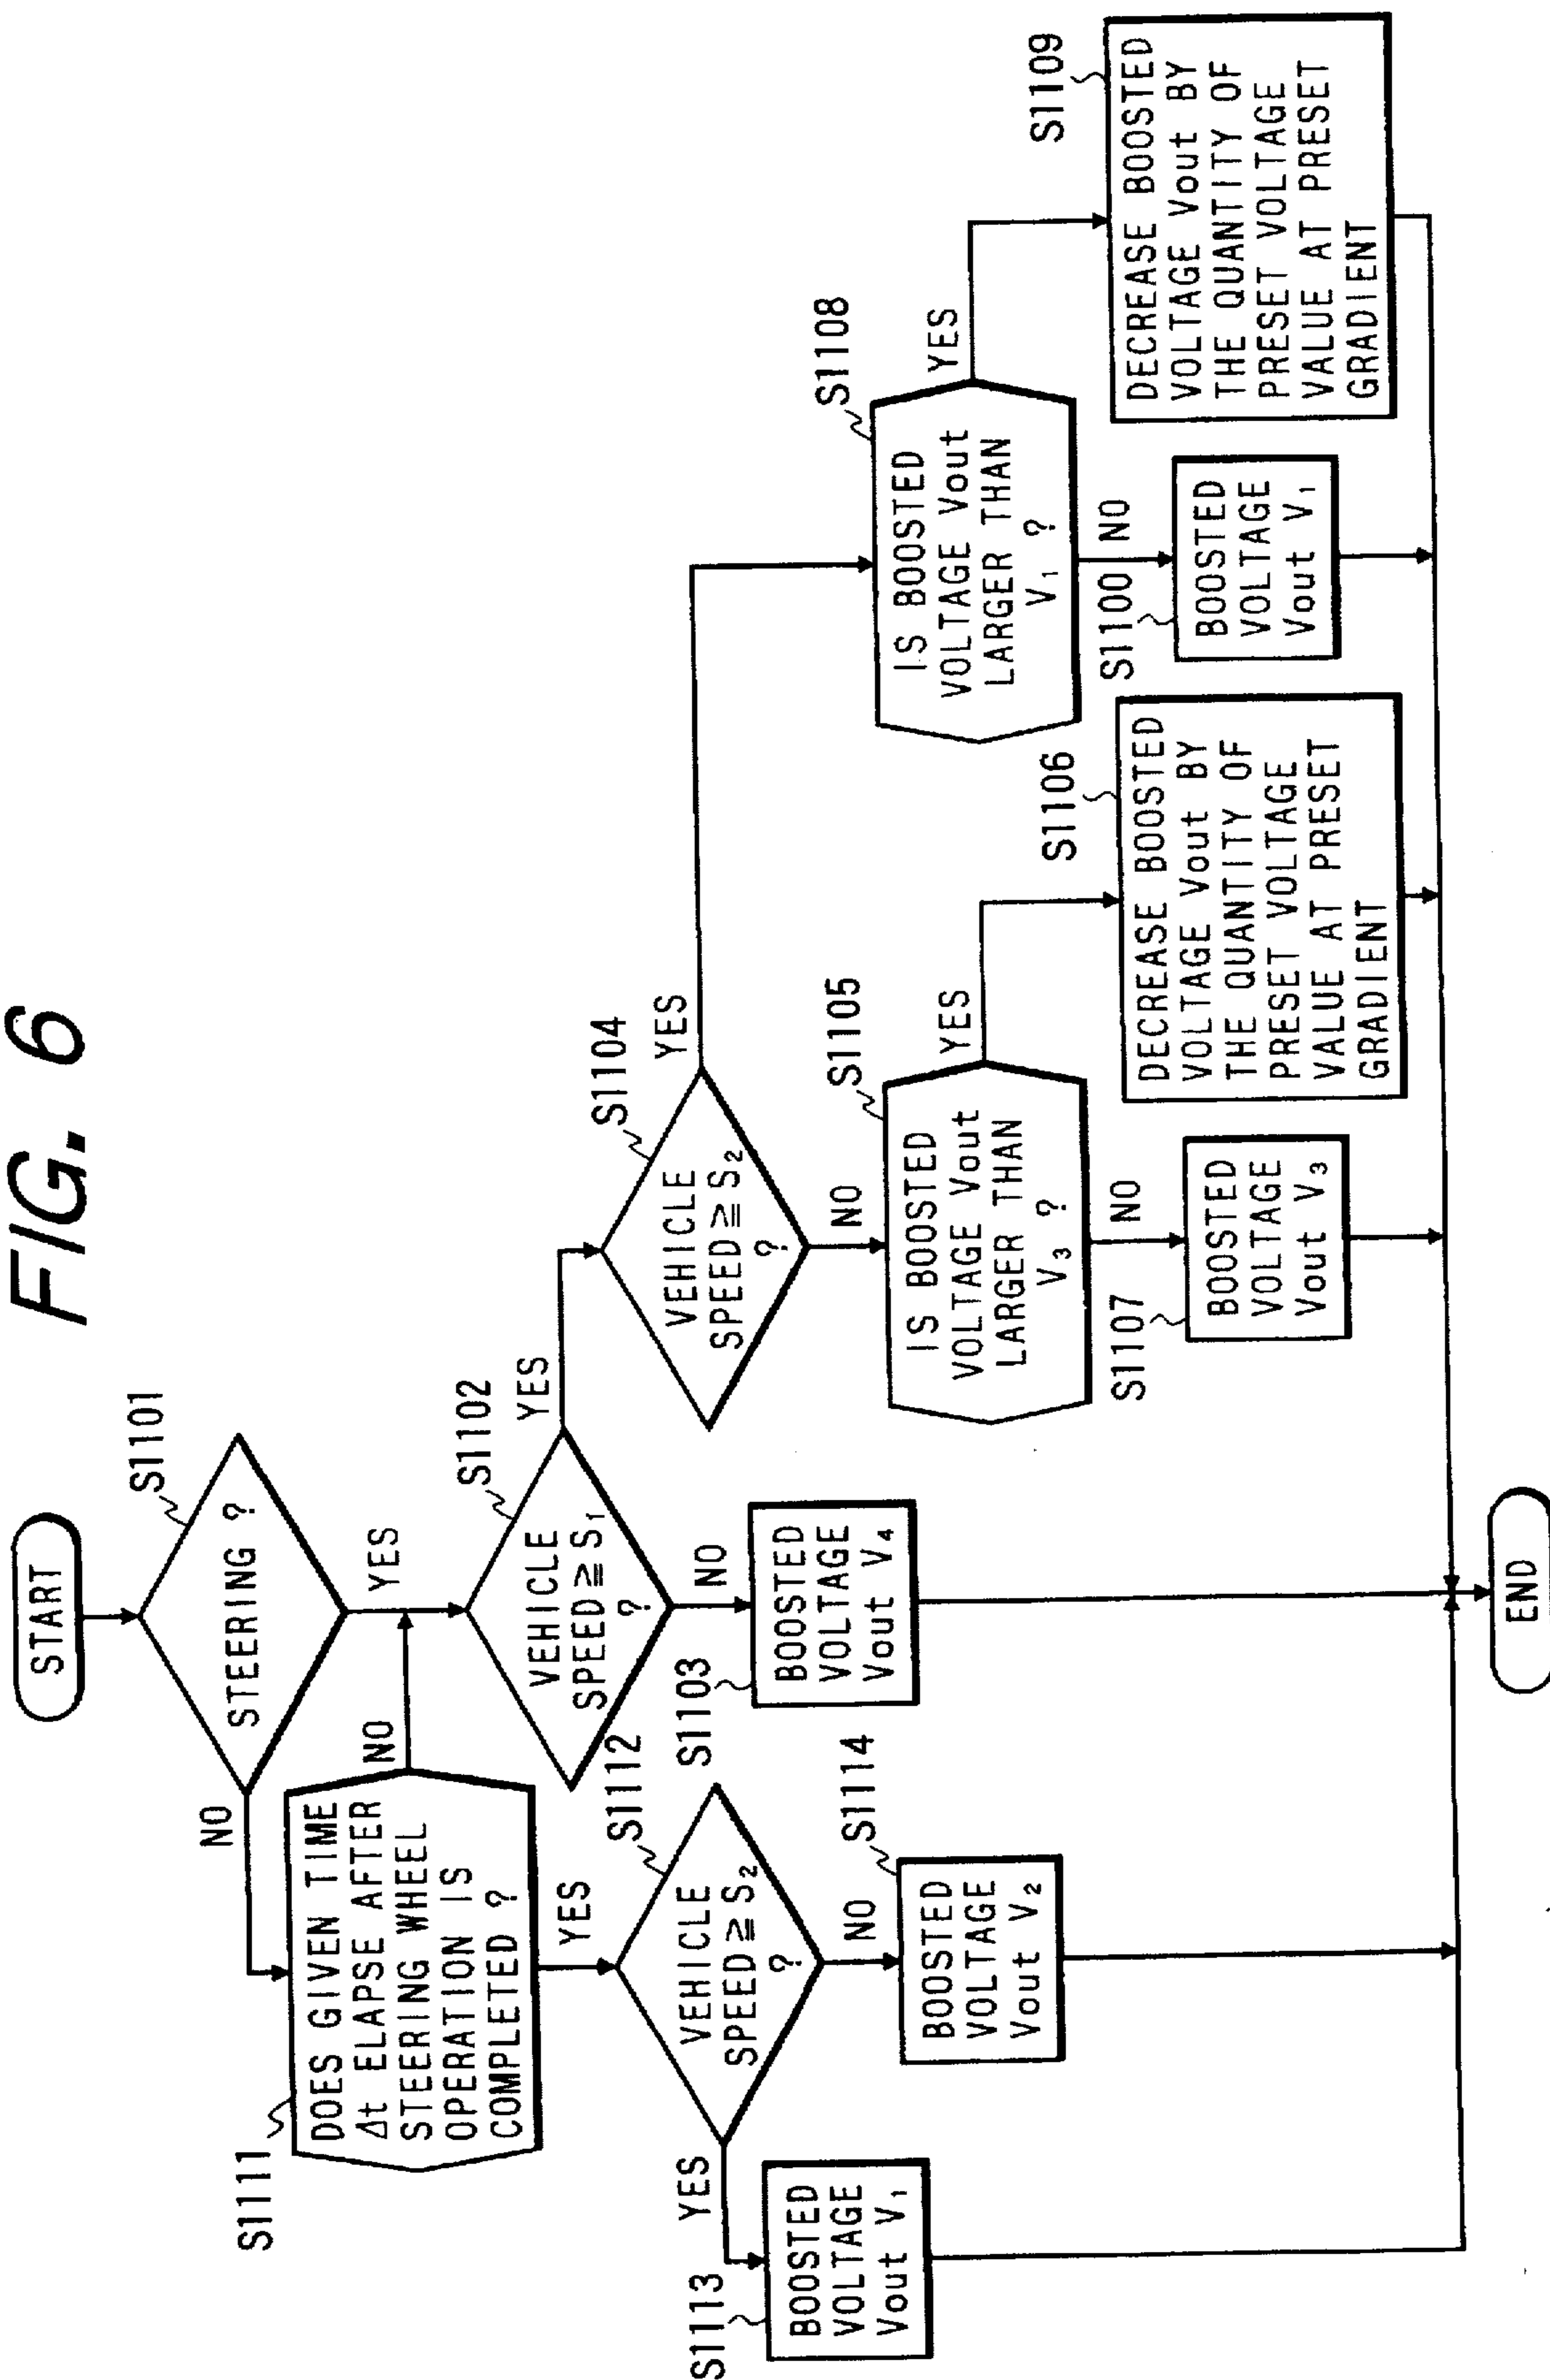 FIG. 6
START
S1101
STEERING ?
NO
YES
S1111
DOES GIVEN TIME
Δt ELAPSE AFTER
STEERING WHEEL
OPERATION IS
COMPLETED ?
NO
YES
S1102
VEHICLE
SPEED ≧ S₁
?
YES
NO
S1103
BOOSTED
VOLTAGE
Vout V₄
S1112
VEHICLE
SPEED ≧ S₂
?
YES
NO
S1113
BOOSTED
VOLTAGE
Vout V₁
S1114
BOOSTED
VOLTAGE
Vout V₂
S1104
VEHICLE
SPEED ≧ S₂
?
YES
NO
S1105
IS BOOSTED
VOLTAGE Vout
LARGER THAN
V₃ ?
YES
NO
S1107
BOOSTED
VOLTAGE
Vout V₃
S1106
DECREASE BOOSTED
VOLTAGE Vout BY
THE QUANTITY OF
PRESET VOLTAGE
VALUE AT PRESET
GRADIENT
S1108
IS BOOSTED
VOLTAGE Vout
LARGER THAN
V₁ ?
YES
NO
S1100
BOOSTED
VOLTAGE
Vout V₁
S1109
DECREASE BOOSTED
VOLTAGE Vout BY
THE QUANTITY OF
PRESET VOLTAGE
VALUE AT PRESET
GRADIENT
END